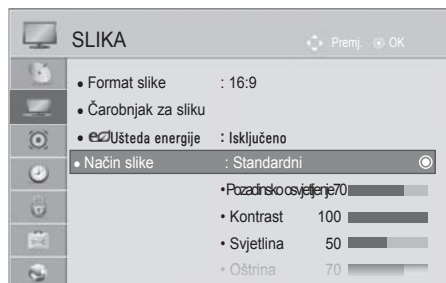 SLIKA
Premj. OK
• Format slike : 16:9
• Čarobnjak za sliku
• eco Ušteda energije : Isključeno
• Način slike : Standardni
• Pozadinsko osvjetljenje 70
• Kontrast 100
• Svjetlina 50
• Oštrina 70